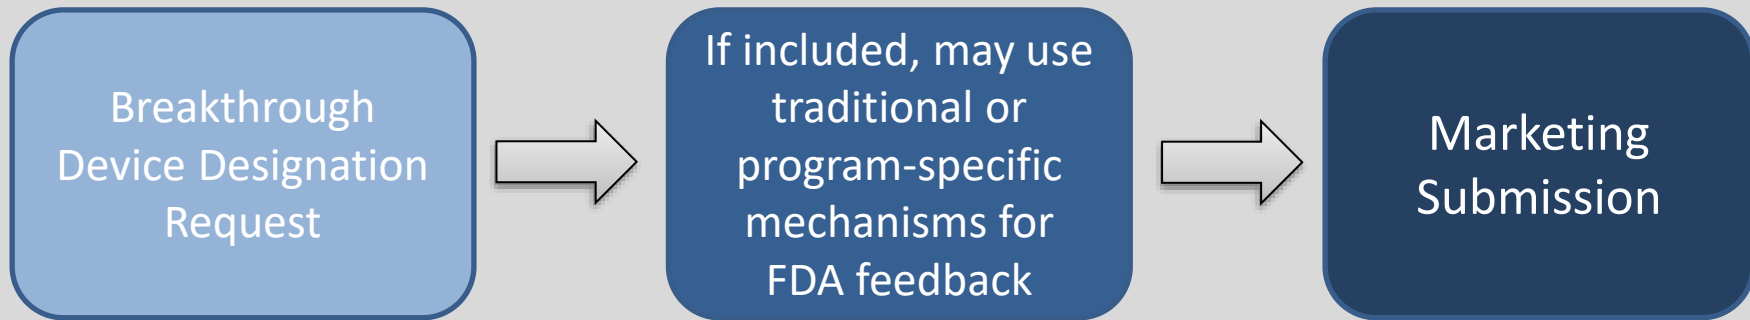 Breakthrough
Device Designation
Request
If included, may use
traditional or
program-specific
mechanisms for
FDA feedback
Marketing
Submission